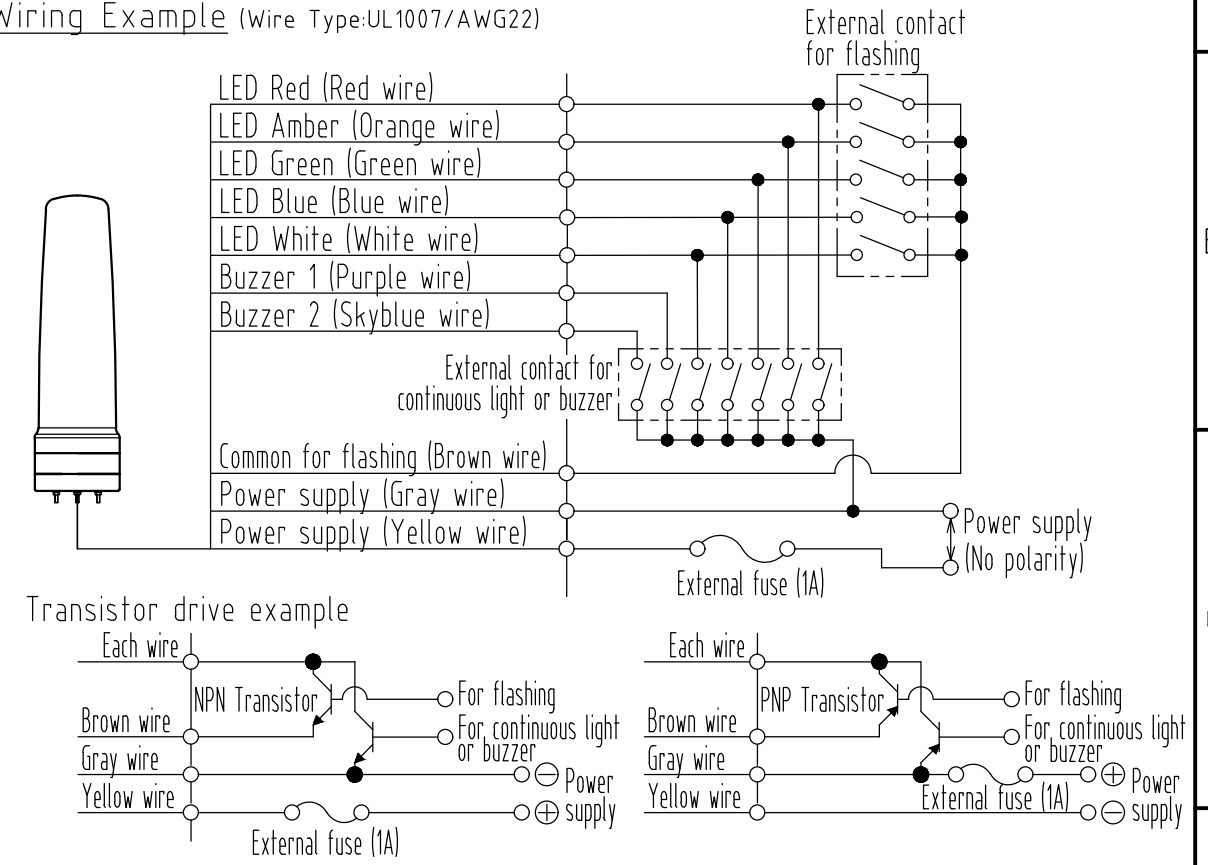 Wiring Example (Wire Type:UL1007/AWG22)
External contact
for flashing
LED Red (Red wire)
LED Amber (Orange wire)
LED Green (Green wire)
LED Blue (Blue wire)
LED White (White wire)
Buzzer 1 (Purple wire)
Buzzer 2 (Skyblue wire)
External contact for
continuous light or buzzer
Common for flashing (Brown wire)
Power supply (Gray wire)
Power supply (Yellow wire)
Power supply
(No polarity)
External fuse (1A)
Transistor drive example
Each wire
NPN Transistor
For flashing
Brown wire
For continuous light
or buzzer
Gray wire
Yellow wire
− Power
+ supply
External fuse (1A)
Each wire
PNP Transistor
For flashing
Brown wire
For continuous light
or buzzer
Gray wire
Yellow wire
External fuse (1A)
+ Power
− supply